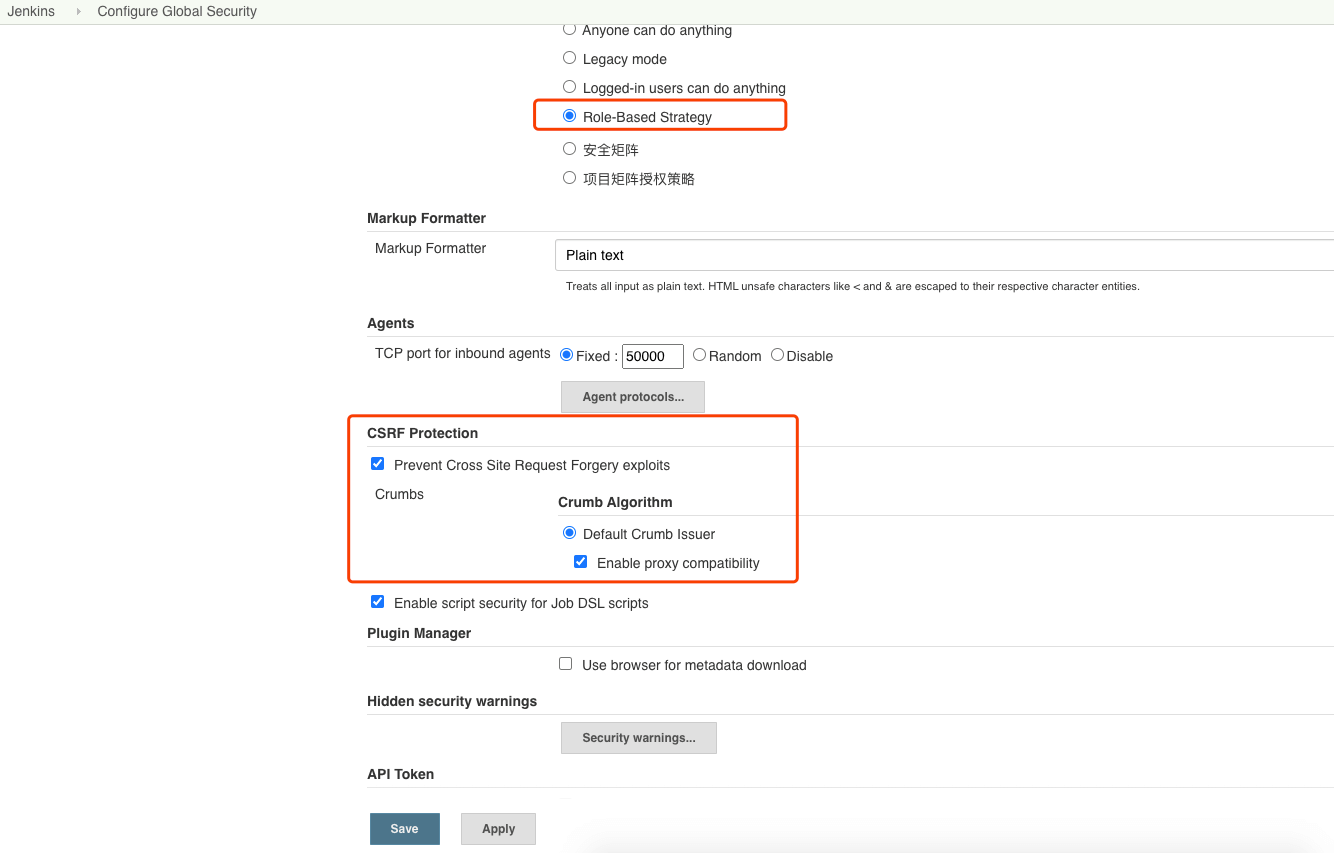 Jenkins Configure Global Security
Anyone can do anything
Legacy mode
Logged-in users can do anything
Role-Based Strategy
安全矩阵
项目矩阵授权策略
Markup Formatter
Markup Formatter Plain text
Treats all input as plain text. HTML unsafe characters like < and & are escaped to their respective character entities.
Agents
TCP port for inbound agents Fixed : 50000 Random Disable
Agent protocols...
CSRF Protection
Prevent Cross Site Request Forgery exploits
Crumbs
Crumb Algorithm
Default Crumb Issuer
Enable proxy compatibility
Enable script security for Job DSL scripts
Plugin Manager
Use browser for metadata download
Hidden security warnings
Security warnings...
API Token
Save Apply